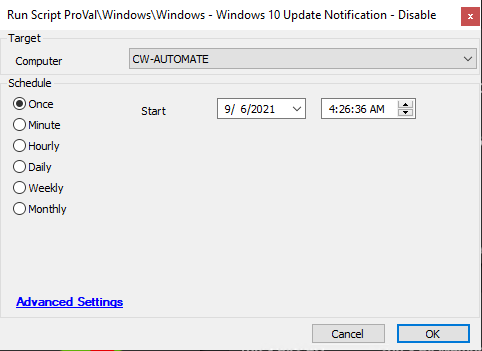 Run Script ProVal\Windows\Windows - Windows 10 Update Notification - Disable
x
Target
Computer
CW-AUTOMATE
Schedule
Once
Start
9/ 6/2021
4:26:36 AM
Minute
Hourly
Daily
Weekly
Monthly
Advanced Settings
Cancel
OK